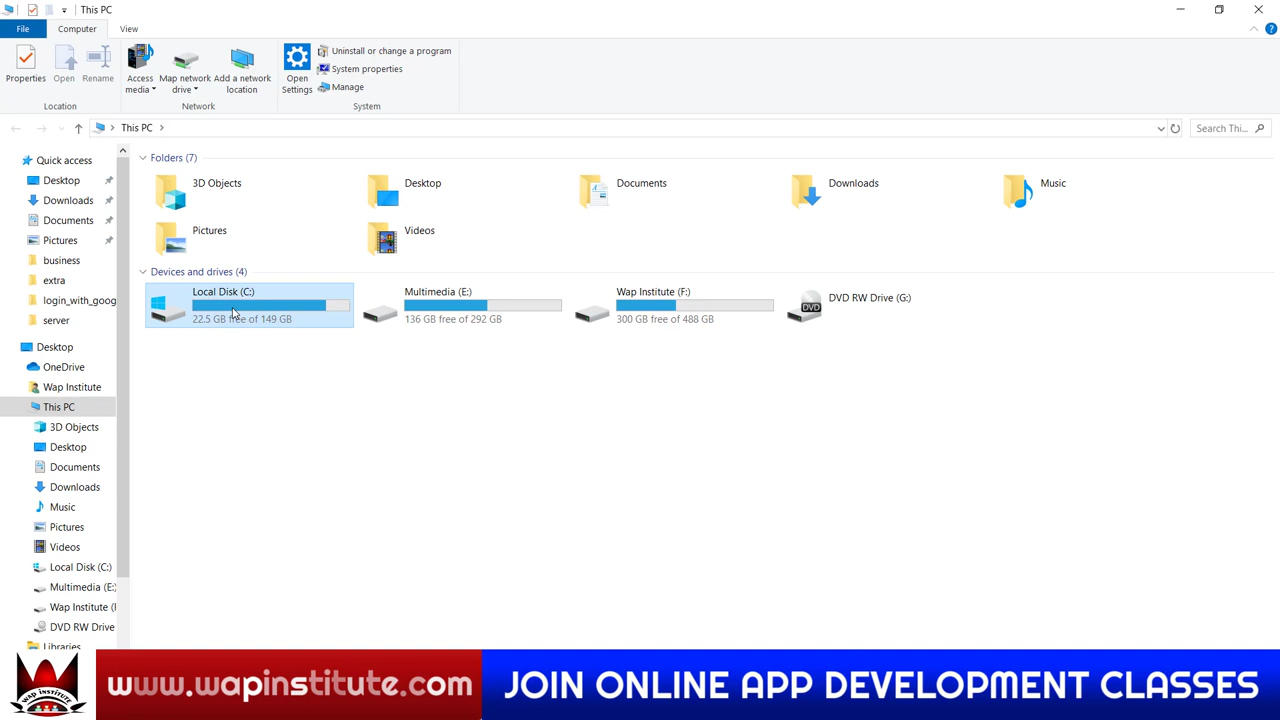 This PC
File Computer View
Properties Open Rename Access media Map network drive Add a network location Open Settings Uninstall or change a program
System properties
Manage
Location Network System
This PC Search Thi...
Quick access
Desktop
Downloads
Documents
Pictures
business
extra
login_with_goog
server
Desktop
OneDrive
Wap Institute
This PC
3D Objects
Desktop
Documents
Downloads
Music
Pictures
Videos
Local Disk (C:)
Multimedia (E:
Wap Institute (F
DVD RW Drive
Libraries
Folders (7)
3D Objects Desktop Documents Downloads Music
Pictures Videos
Devices and drives (4)
Local Disk (C:) Multimedia (E:) Wap Institute (F:) DVD RW Drive (G:)
22.5 GB free of 149 GB 136 GB free of 292 GB 300 GB free of 488 GB
DVD
Wap Institute
www.wapinstitute.com
JOIN ONLINE APP DEVELOPMENT CLASSES